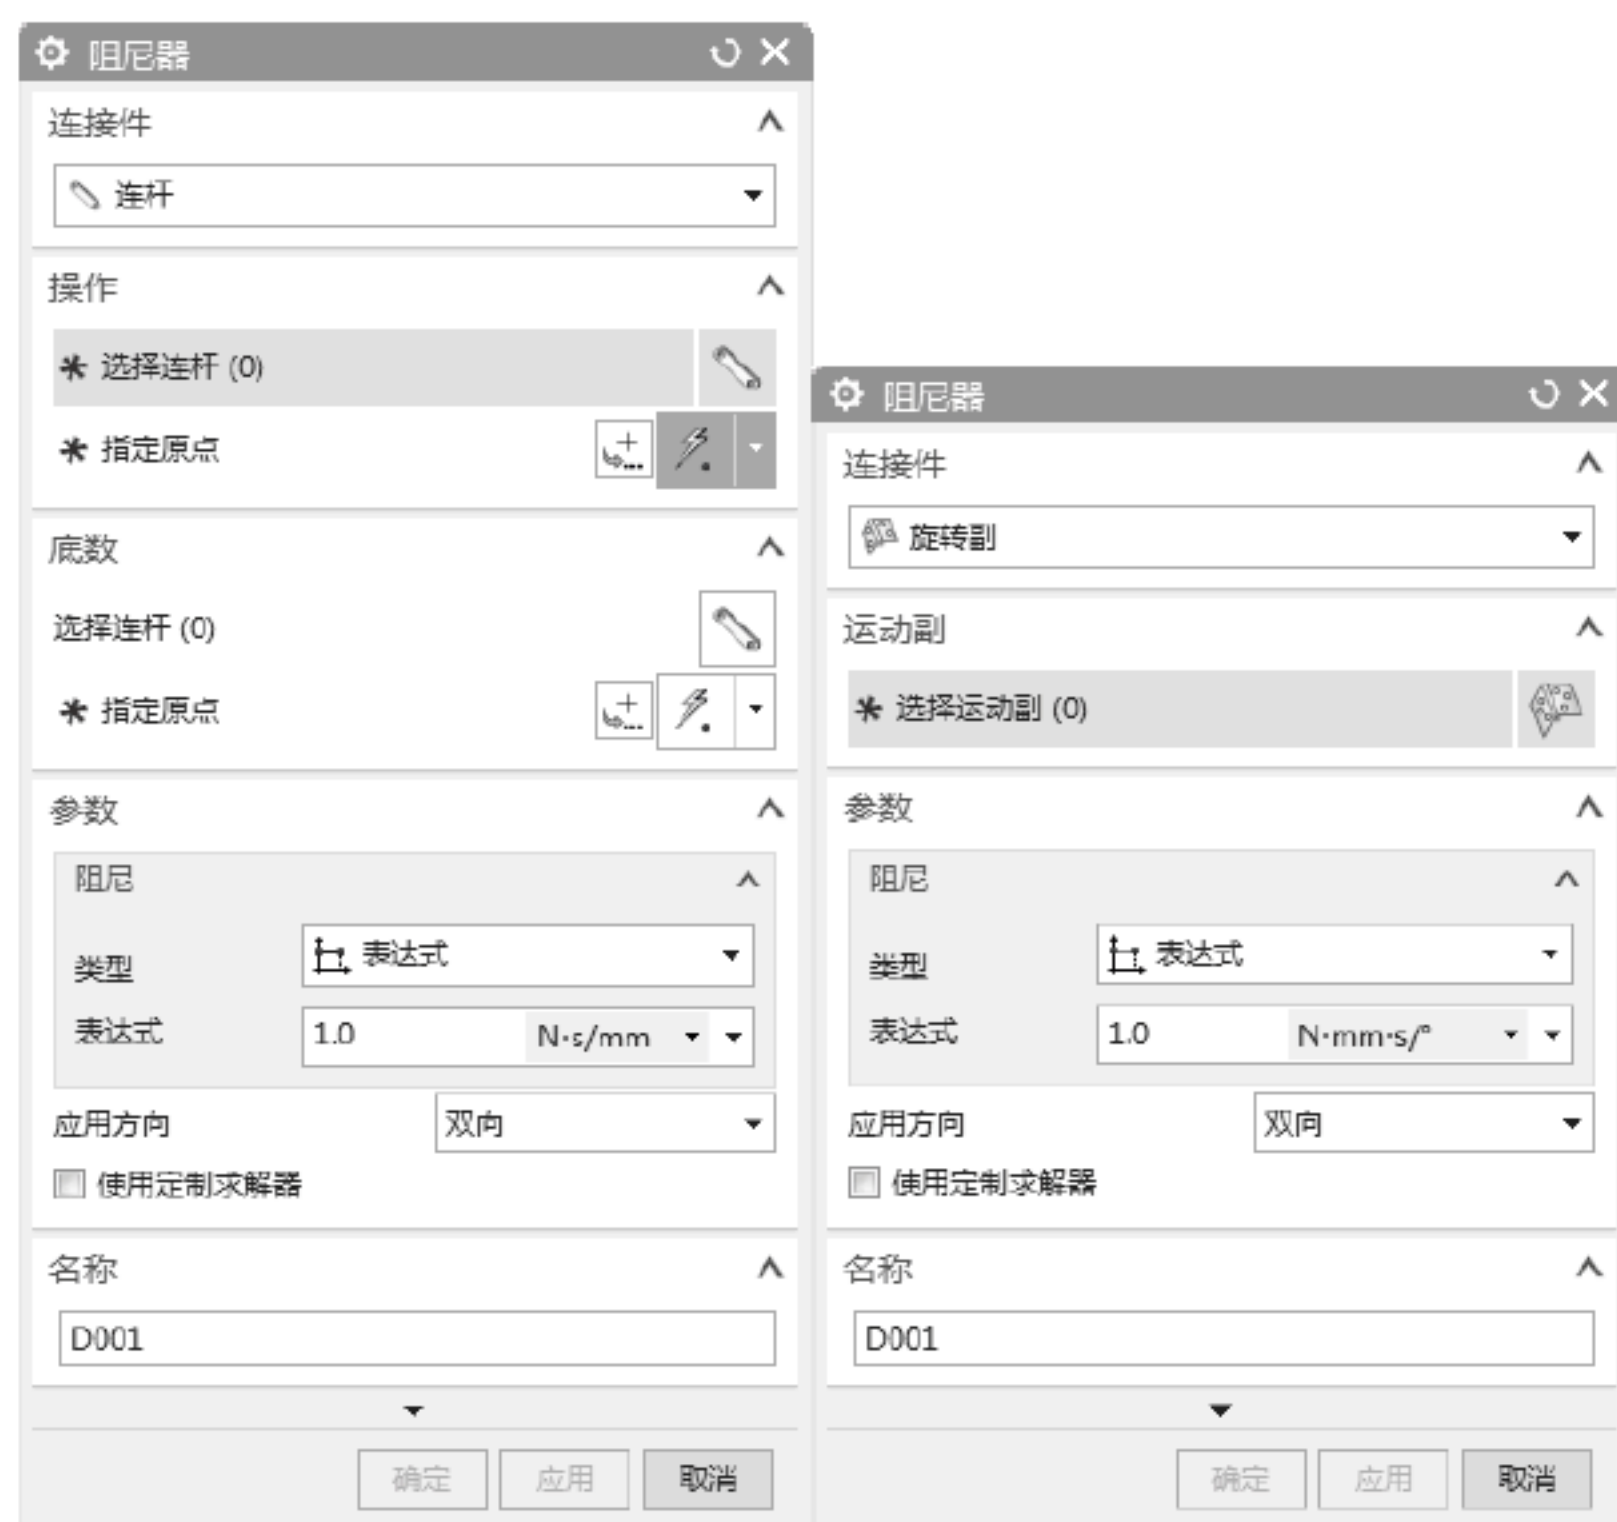 阻尼器
连接件
连杆
操作
* 选择连杆 (0)
* 指定原点
底数
选择连杆 (0)
* 指定原点
参数
阻尼
类型 表达式
表达式 1.0 N·s/mm
应用方向 双向
使用定制求解器
名称
D001
确定 应用 取消
阻尼器
连接件
旋转副
运动副
* 选择运动副 (0)
参数
阻尼
类型 表达式
表达式 1.0 N·mm·s/°
应用方向 双向
使用定制求解器
名称
D001
确定 应用 取消